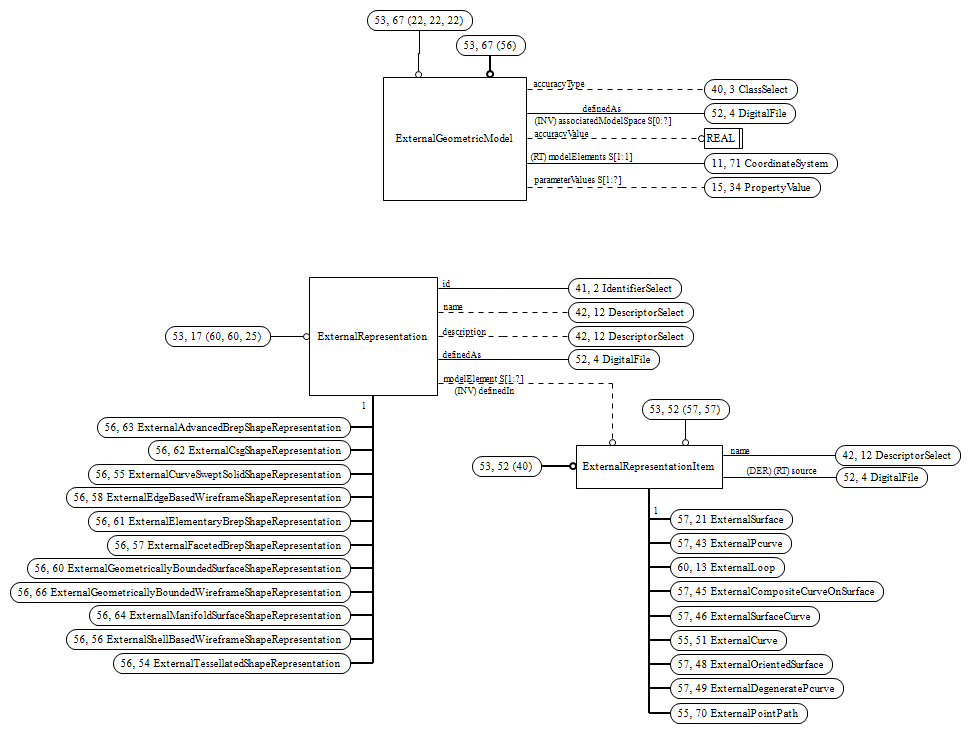 53, 67 (22, 22, 22)
53, 67 (56)
ExternalGeometricModel
accuracyType
40, 3 ClassSelect
definedAs
52, 4 DigitalFile
(INV) associatedModelSpace S[0:?]
accuracyValue
REAL
(RT) modelElements S[1:1]
11, 71 CoordinateSystem
parameterValues S[1:?]
15, 34 PropertyValue
53, 17 (60, 60, 25)
ExternalRepresentation
id
41, 2 IdentifierSelect
name
42, 12 DescriptorSelect
description
42, 12 DescriptorSelect
definedAs
52, 4 DigitalFile
modelElement S[1:?]
(INV) definedIn
1
56, 63 ExternalAdvancedBrepShapeRepresentation
56, 62 ExternalCsgShapeRepresentation
56, 55 ExternalCurveSweptSolidShapeRepresentation
56, 58 ExternalEdgeBasedWireframeShapeRepresentation
56, 61 ExternalElementaryBrepShapeRepresentation
56, 57 ExternalFacetedBrepShapeRepresentation
56, 60 ExternalGeometricallyBoundedSurfaceShapeRepresentation
56, 66 ExternalGeometricallyBoundedWireframeShapeRepresentation
56, 64 ExternalManifoldSurfaceShapeRepresentation
56, 56 ExternalShellBasedWireframeShapeRepresentation
56, 54 ExternalTessellatedShapeRepresentation
53, 52 (57, 57)
53, 52 (40)
ExternalRepresentationItem
name
42, 12 DescriptorSelect
(DER) (RT) source
52, 4 DigitalFile
1
57, 21 ExternalSurface
57, 43 ExternalPcurve
60, 13 ExternalLoop
57, 45 ExternalCompositeCurveOnSurface
57, 46 ExternalSurfaceCurve
55, 51 ExternalCurve
57, 48 ExternalOrientedSurface
57, 49 ExternalDegeneratePcurve
55, 70 ExternalPointPath